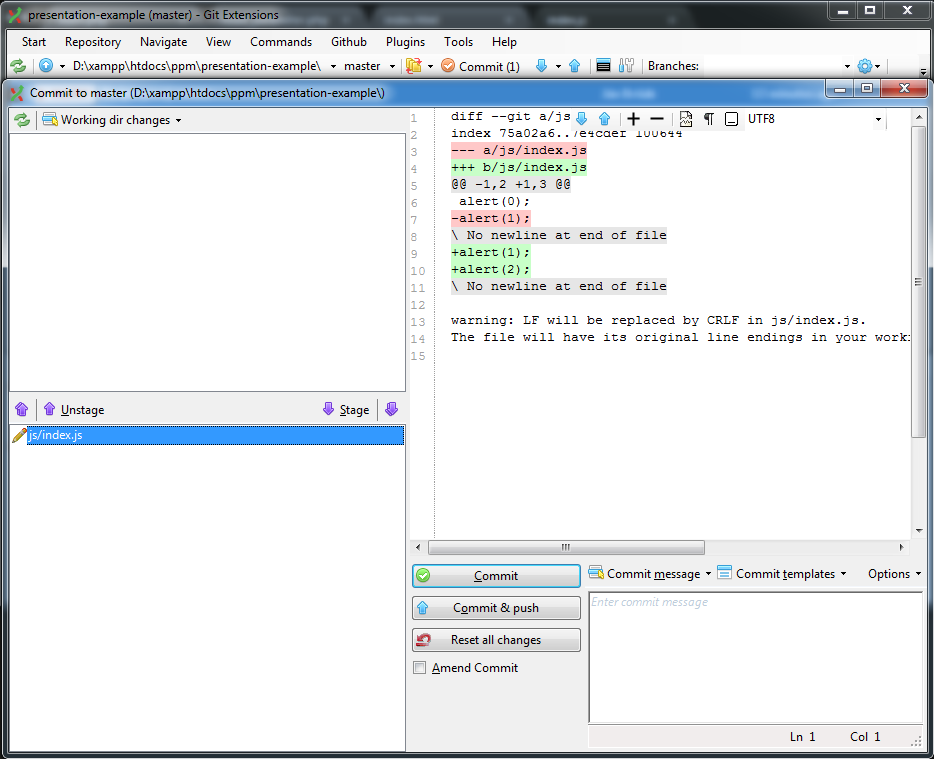 presentation-example (master) - Git Extensions
Start Repository Navigate View Commands Github Plugins Tools Help
D:\xampp\htdocs\ppm\presentation-example\ master Commit (1) Branches:
Commit to master (D:\xampp\htdocs\ppm\presentation-example\)
Working dir changes
UTF8
1 diff --git a/js
2 index 75a02a6..7e4cdef 100644
3 --- a/js/index.js
4 +++ b/js/index.js
5 @@ -1,2 +1,3 @@
6 alert(0);
7 -alert(1);
8 \ No newline at end of file
9 +alert(1);
10 +alert(2);
11 \ No newline at end of file
12
13 warning: LF will be replaced by CRLF in js/index.js.
14 The file will have its original line endings in your work
15
Unstage Stage
js/index.js
Commit
Commit & push
Reset all changes
Amend Commit
Commit message Commit templates Options
Enter commit message
Ln 1 Col 1